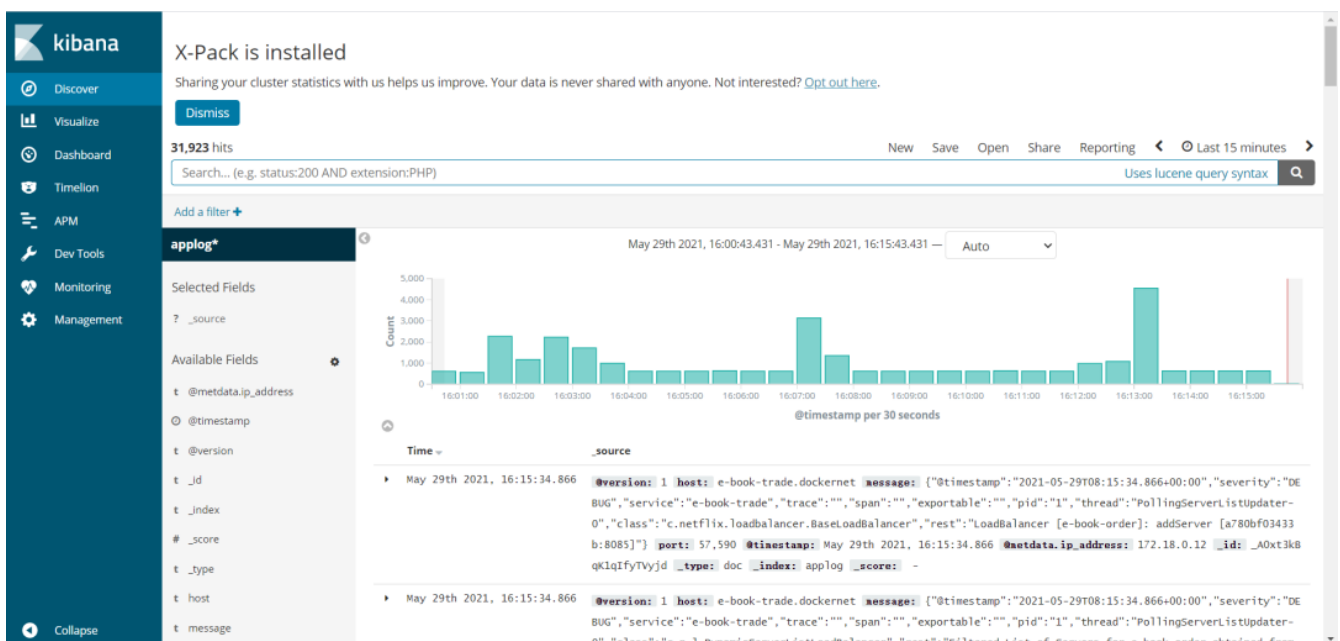 kibana
Discover
Visualize
Dashboard
Timelion
APM
Dev Tools
Monitoring
Management
Collapse
X-Pack is installed
Sharing your cluster statistics with us helps us improve. Your data is never shared with anyone. Not interested? Opt out here.
Dismiss
31,923 hits
New Save Open Share Reporting Last 15 minutes
Search... (e.g. status:200 AND extension:PHP) Uses lucene query syntax
Add a filter +
applog*
Selected Fields
? _source
Available Fields
t @metdata.ip_address
@timestamp
t @version
t _id
t _index
# _score
t _type
t host
t message
May 29th 2021, 16:00:43.431 - May 29th 2021, 16:15:43.431 — Auto
5,000
4,000
3,000
2,000
1,000
0
Count
16:01:00 16:02:00 16:03:00 16:04:00 16:05:00 16:06:00 16:07:00 16:08:00 16:09:00 16:10:00 16:11:00 16:12:00 16:13:00 16:14:00 16:15:00
@timestamp per 30 seconds
Time _source
May 29th 2021, 16:15:34.866 @version: 1 host: e-book-trade.dockernet message: {"@timestamp":"2021-05-29T08:15:34.866+00:00","severity":"DE
BUG","service":"e-book-trade","trace":"","span":"","exportable":"","pid":"1","thread":"PollingServerListUpdater-
0","class":"c.netflix.loadbalancer.BaseLoadBalancer","rest":"LoadBalancer [e-book-order]: addServer [a780bf03433
b:8085]"} port: 57,590 @timestamp: May 29th 2021, 16:15:34.866 @metdata.ip_address: 172.18.0.12 _id: _AOxt3kB
qKlqIfyTVyjd _type: doc _index: applog _score: -
May 29th 2021, 16:15:34.866 @version: 1 host: e-book-trade.dockernet message: {"@timestamp":"2021-05-29T08:15:34.866+00:00","severity":"DE
BUG","service":"e-book-trade","trace":"","span":"","exportable":"","pid":"1","thread":"PollingServerListUpdater-